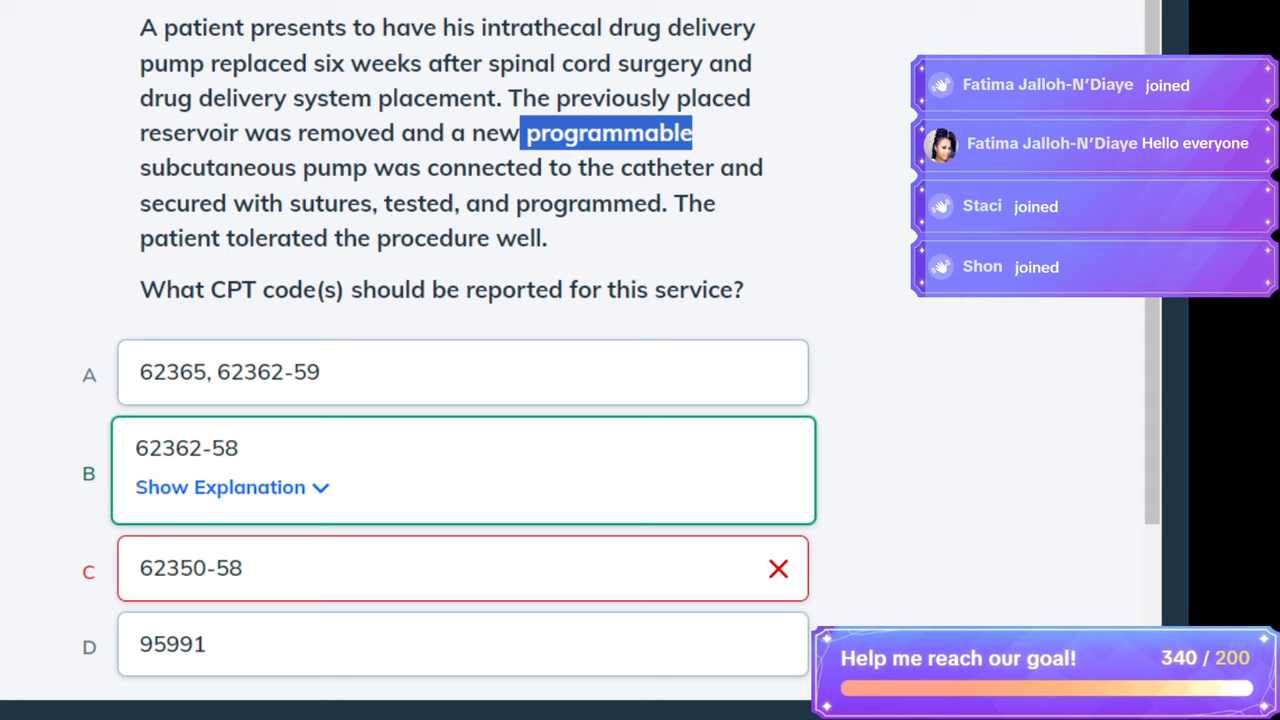 A patient presents to have his intrathecal drug delivery
pump replaced six weeks after spinal cord surgery and
drug delivery system placement. The previously placed
reservoir was removed and a new programmable
subcutaneous pump was connected to the catheter and
secured with sutures, tested, and programmed. The
patient tolerated the procedure well.
What CPT code(s) should be reported for this service?
A 62365, 62362-59
B 62362-58
Show Explanation
C 62350-58
D 95991
Fatima Jalloh-N’Diaye joined
Fatima Jalloh-N’Diaye Hello everyone
Staci joined
Shon joined
Help me reach our goal! 340 / 200